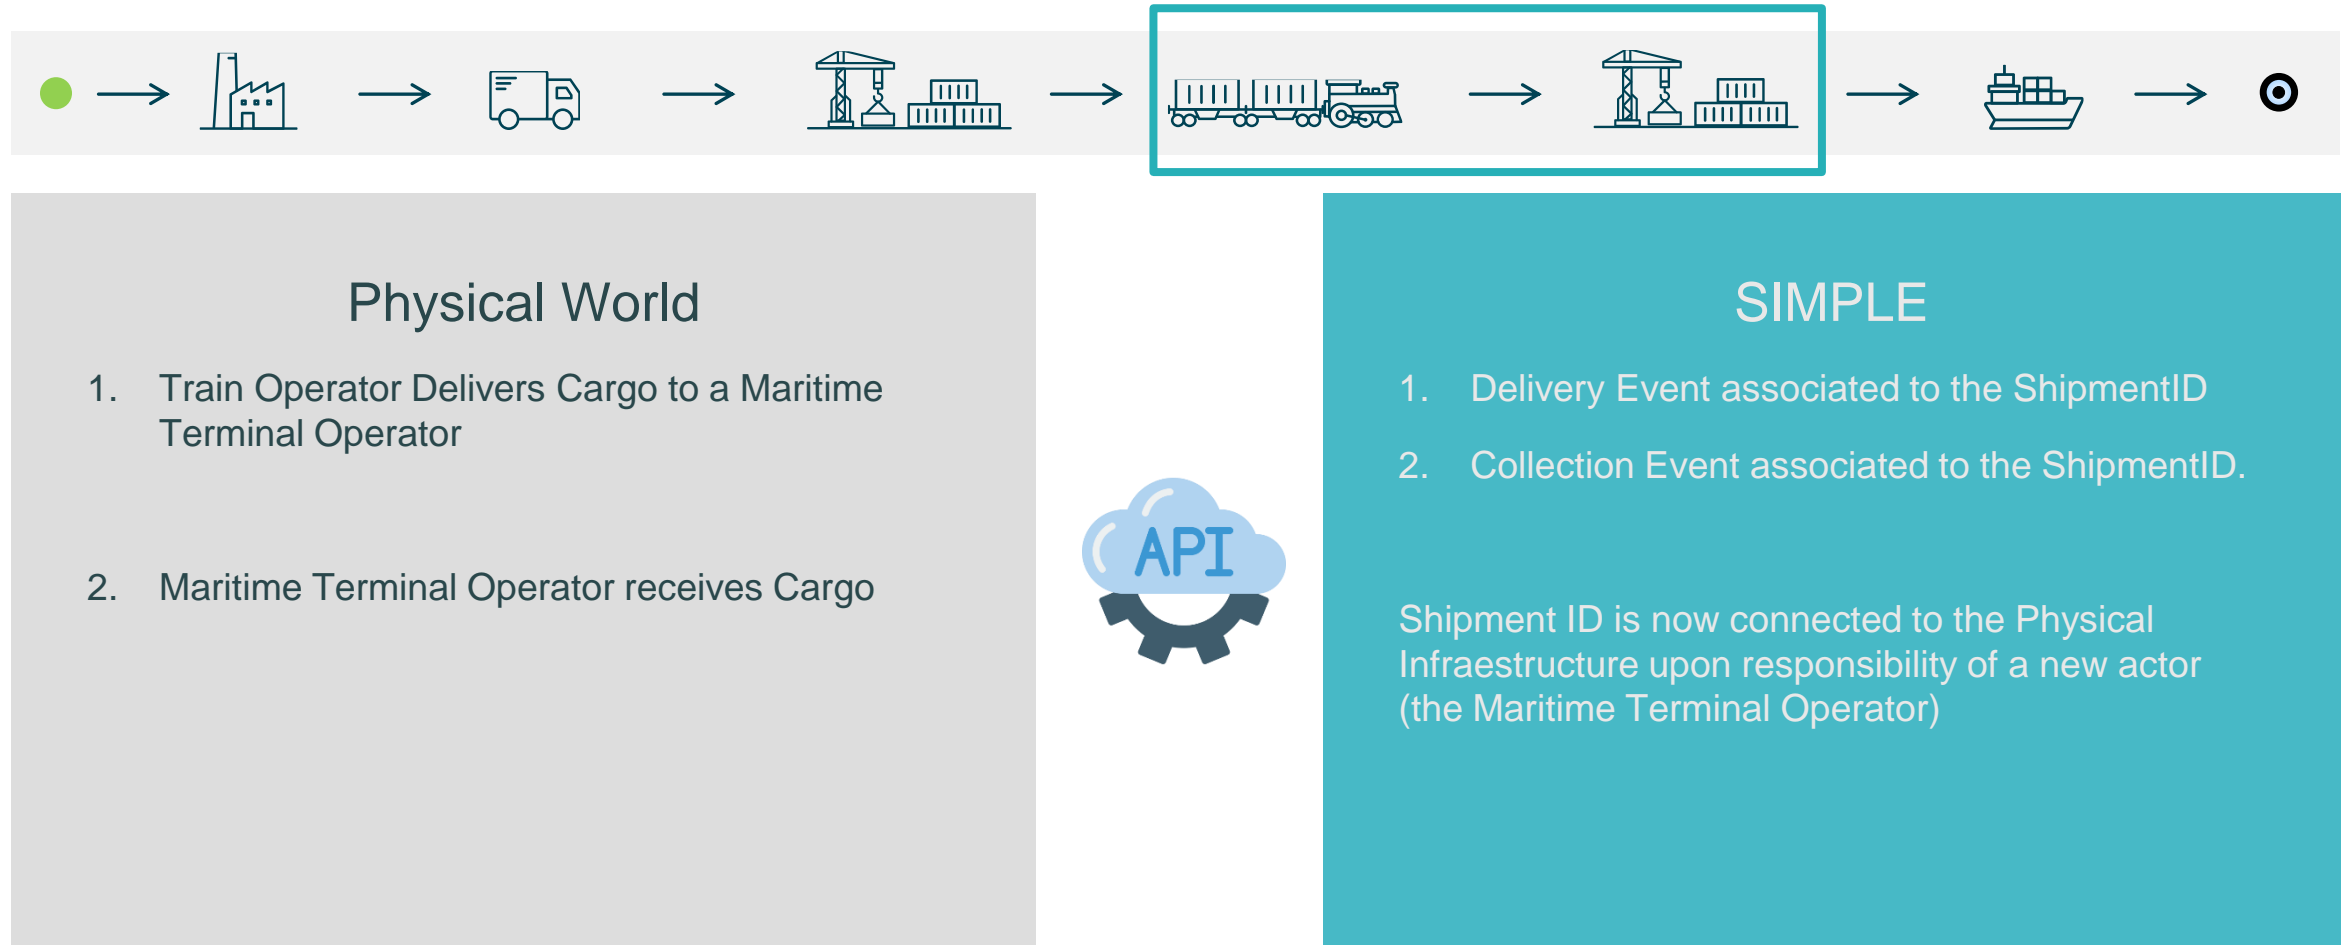 Physical World
1. Train Operator Delivers Cargo to a Maritime
Terminal Operator
2. Maritime Terminal Operator receives Cargo
API
SIMPLE
1. Delivery Event associated to the ShipmentID
2. Collection Event associated to the ShipmentID.
Shipment ID is now connected to the Physical
Infraestructure upon responsibility of a new actor
(the Maritime Terminal Operator)